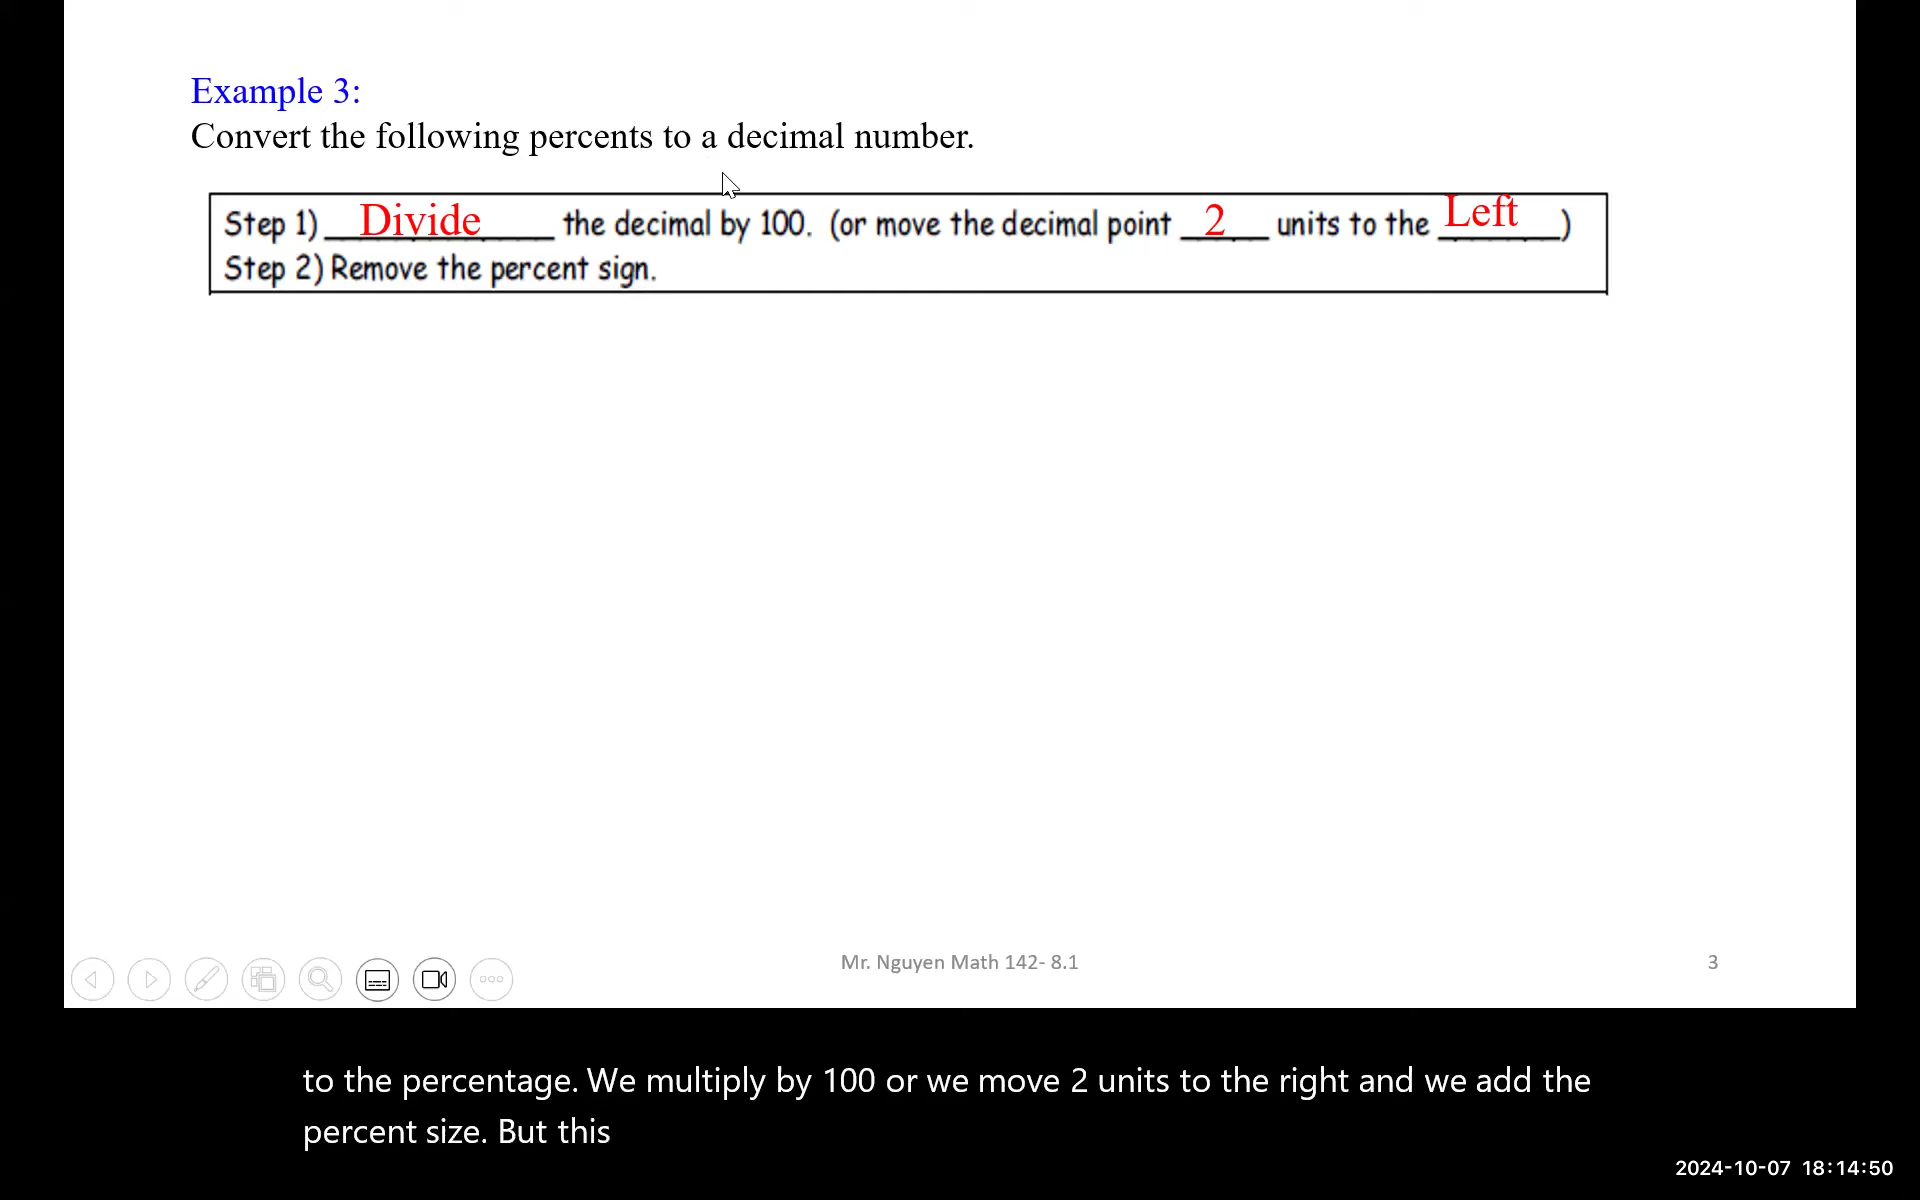 Example 3:
Convert the following percents to a decimal number.
Step 1) Divide the decimal by 100. (or move the decimal point 2 units to the Left)
Step 2) Remove the percent sign.
Mr. Nguyen Math 142- 8.1
3
to the percentage. We multiply by 100 or we move 2 units to the right and we add the
percent size. But this
2024-10-07 18:14:50